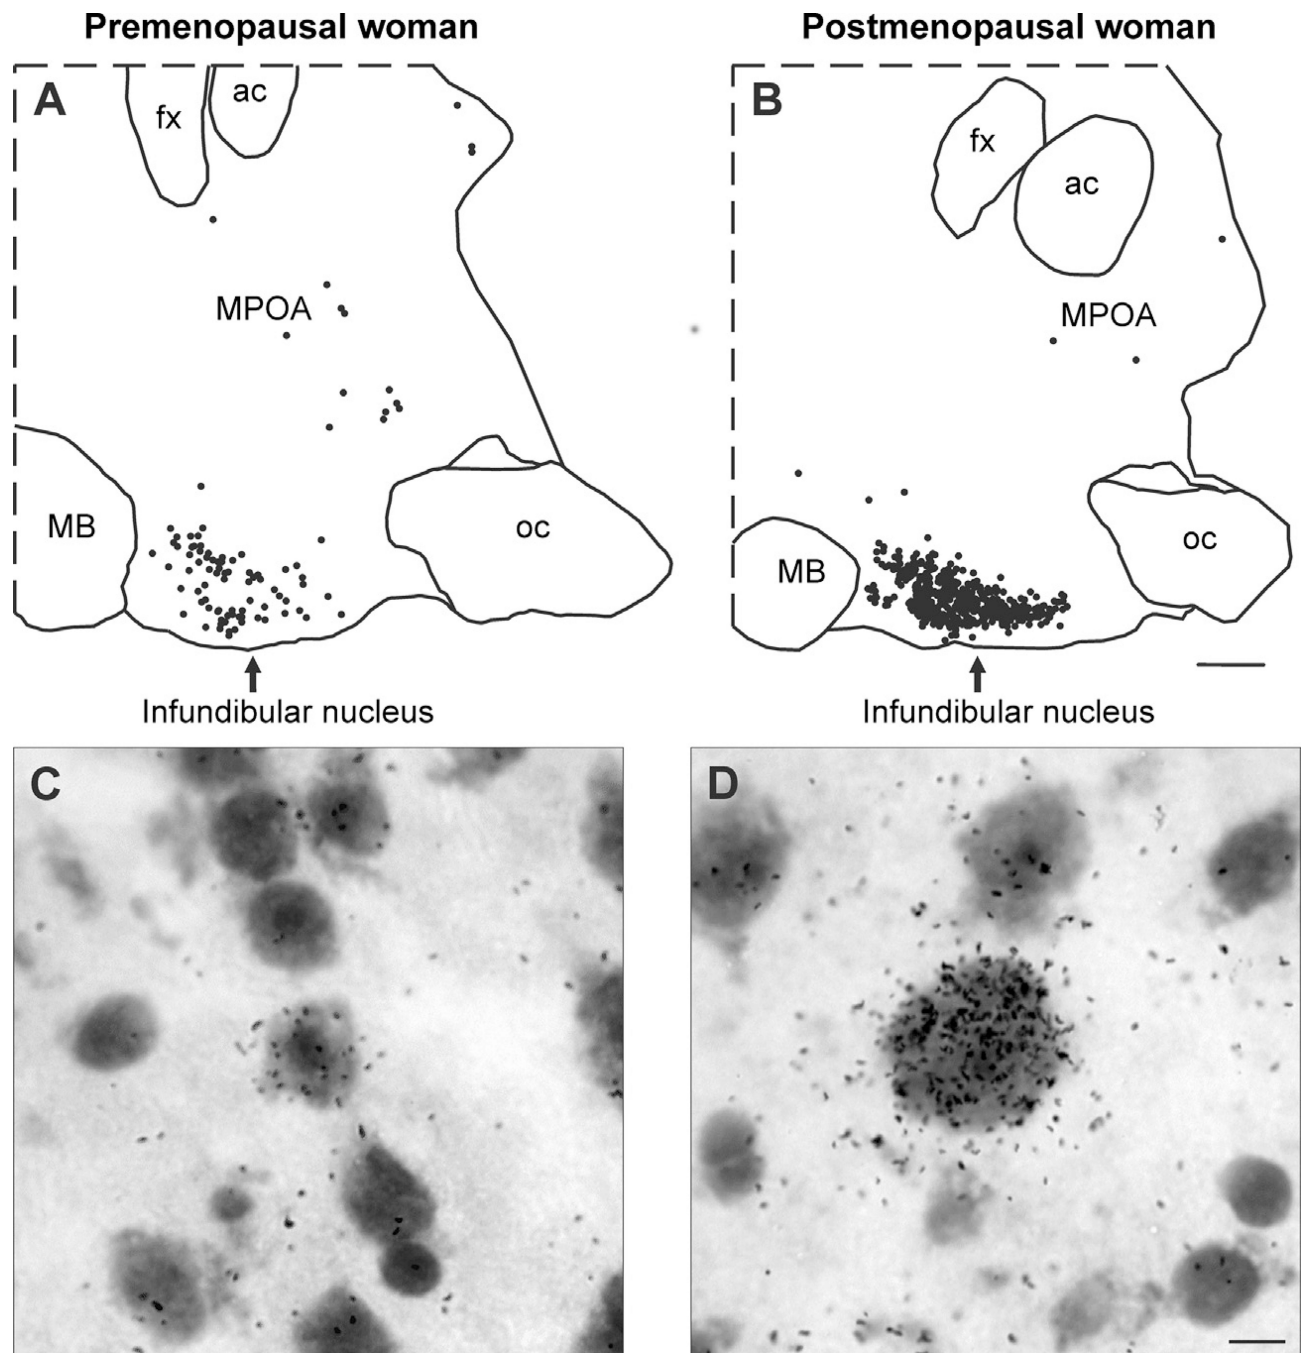 Premenopausal woman
Postmenopausal woman
A
fx
ac
MPOA
MB
oc
Infundibular nucleus
B
fx
ac
MPOA
MB
oc
Infundibular nucleus
C
D